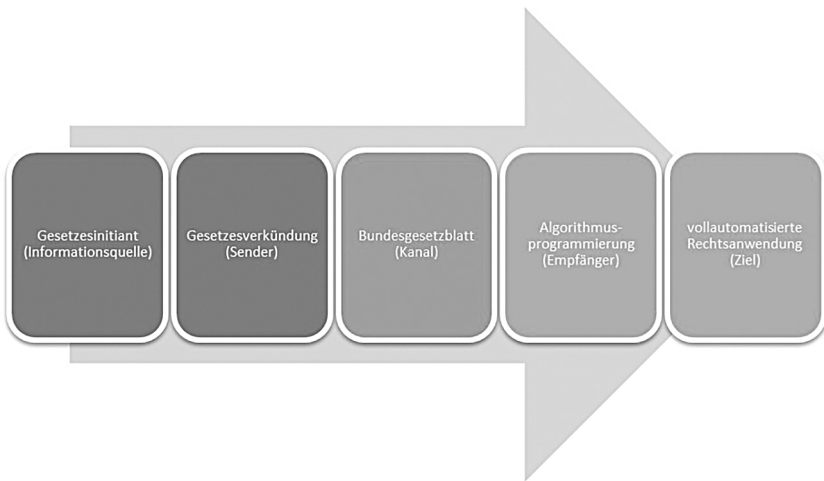 Gesetzesinitiant
(Informationsquelle)
Gesetzesverkündung
(Sender)
Bundesgesetzblatt
(Kanal)
Algorithmus-
programmierung
(Empfänger)
vollautomatisierte
Rechtsanwendung
(Ziel)